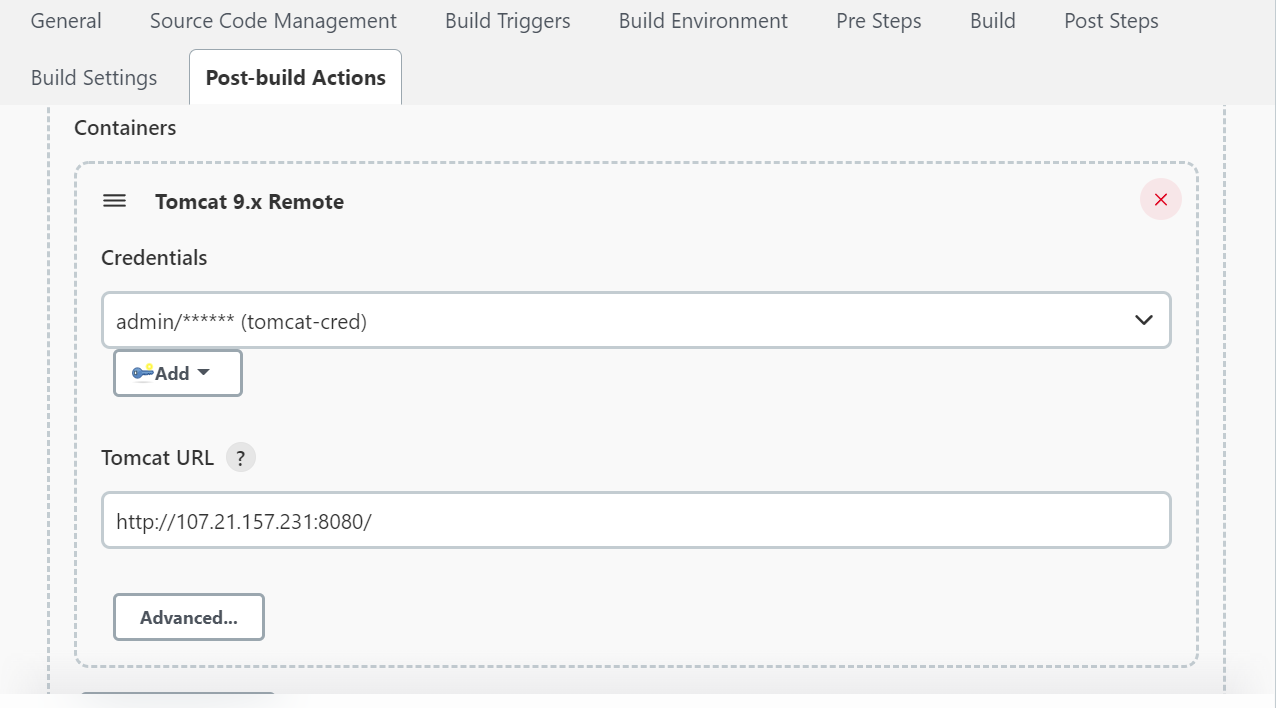 General Source Code Management Build Triggers Build Environment Pre Steps Build Post Steps
Build Settings Post-build Actions
Containers
Tomcat 9.x Remote
Credentials
admin/****** (tomcat-cred)
Add
Tomcat URL ?
http://107.21.157.231:8080/
Advanced...